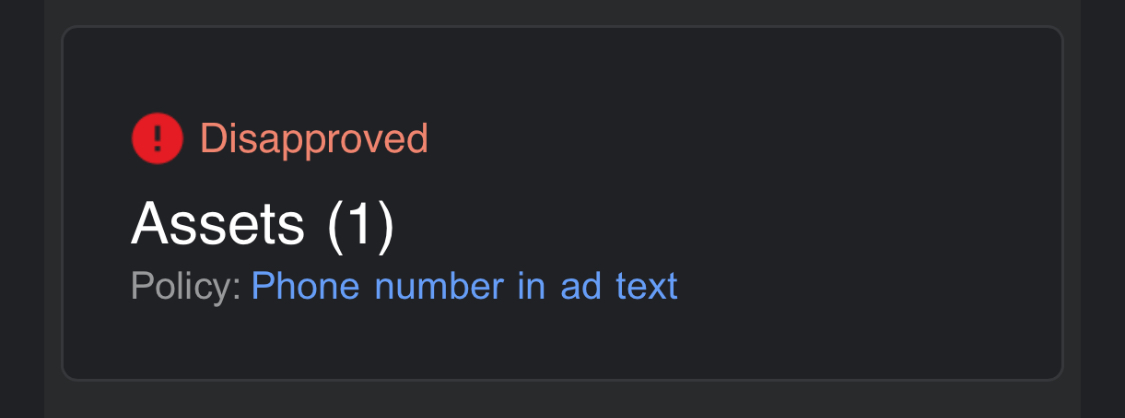 Disapproved
Assets (1)
Policy: Phone number in ad text